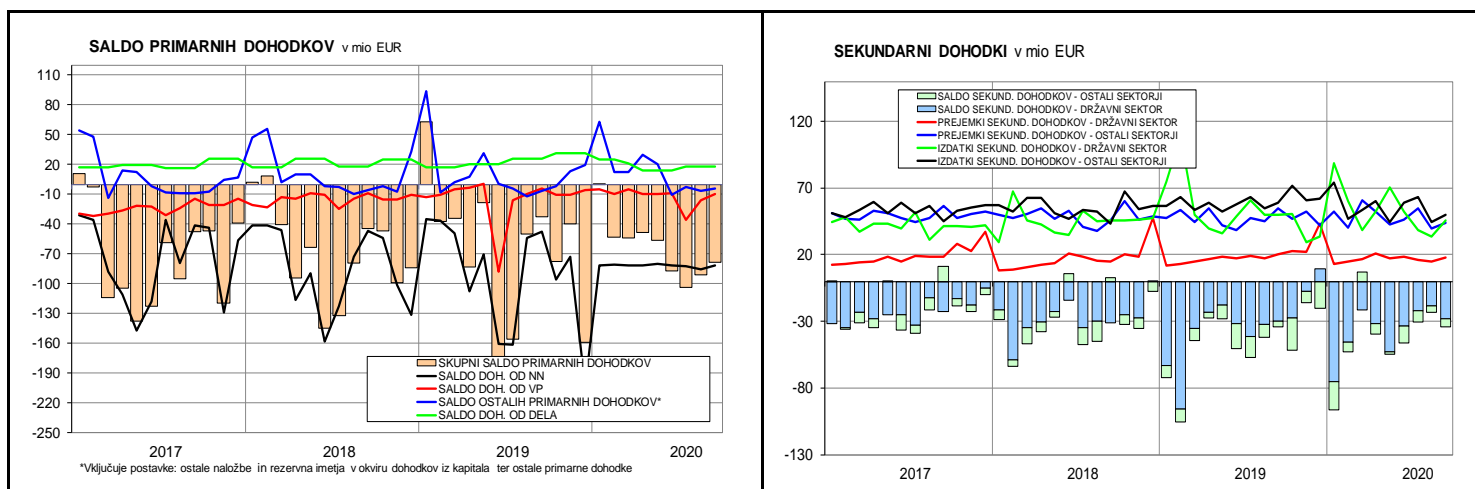 SALDO PRIMARNIH DOHODKOV v mio EUR
110
80
50
20
-10
-40
-70
-100
-130
-160
-190
-220
-250
SKUPNI SALDO PRIMARNIH DOHODKOV
SALDO DOH. OD NN
SALDO DOH. OD VP
SALDO OSTALIH PRIMARNIH DOHODKOV*
SALDO DOH. OD DELA
2017 2018 2019 2020
*Vključuje postavke: ostale naložbe in rezervna imetja v okviru dohodkov iz kapitala ter ostale primarne dohodke
SEKUNDARNI DOHODKI v mio EUR
SALDO SEKUND. DOHODKOV - OSTALI SEKTORJI
SALDO SEKUND. DOHODKOV - DRŽAVNI SEKTOR
PREJEMKI SEKUND. DOHODKOV - DRŽAVNI SEKTOR
PREJEMKI SEKUND. DOHODKOV - OSTALI SEKTORJI
IZDATKI SEKUND. DOHODKOV - DRŽAVNI SEKTOR
IZDATKI SEKUND. DOHODKOV - OSTALI SEKTORJI
120
70
20
-30
-80
-130
2017 2018 2019 2020